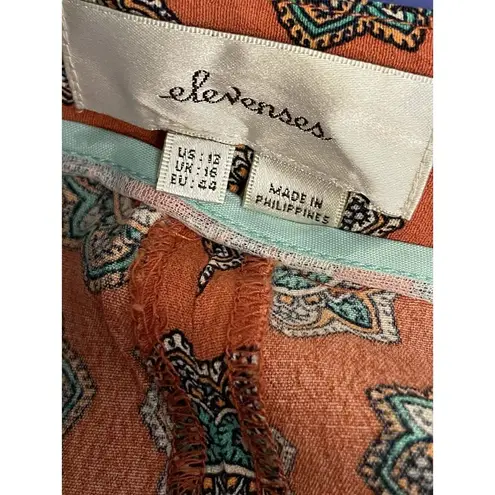 elevenses
US: 12
UK: 16
EU: 44
MADE IN
PHILIPPINES